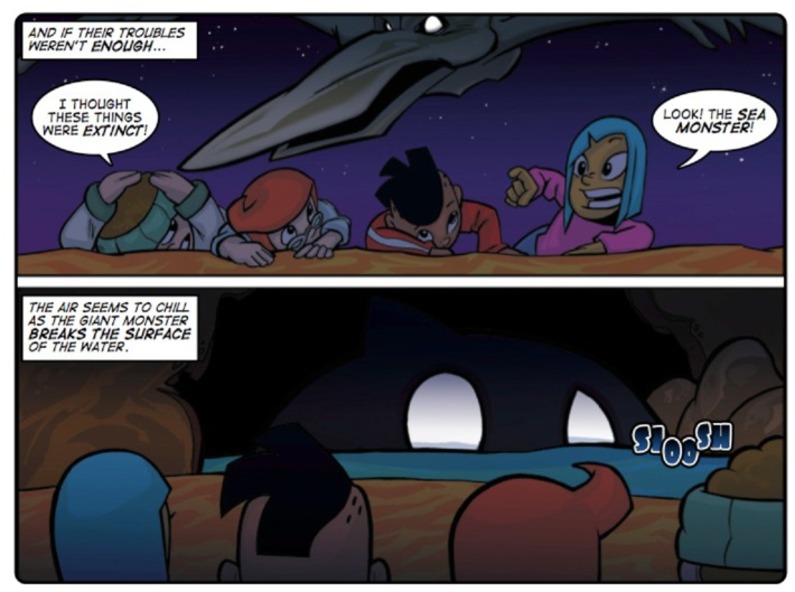 AND IF THEIR TROUBLES
WEREN'T ENOUGH...
I THOUGHT
THESE THINGS
WERE EXTINCT!
LOOK! THE SEA
MONSTER!
THE AIR SEEMS TO CHILL
AS THE GIANT MONSTER
BREAKS THE SURFACE
OF THE WATER.
SLOOSH